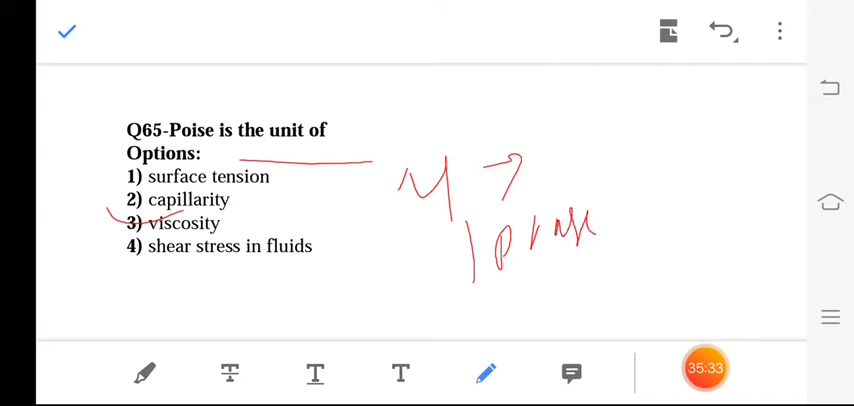 Q65-Poise is the unit of
Options:
1) surface tension
2) capillarity
3) viscosity
4) shear stress in fluids
35:33